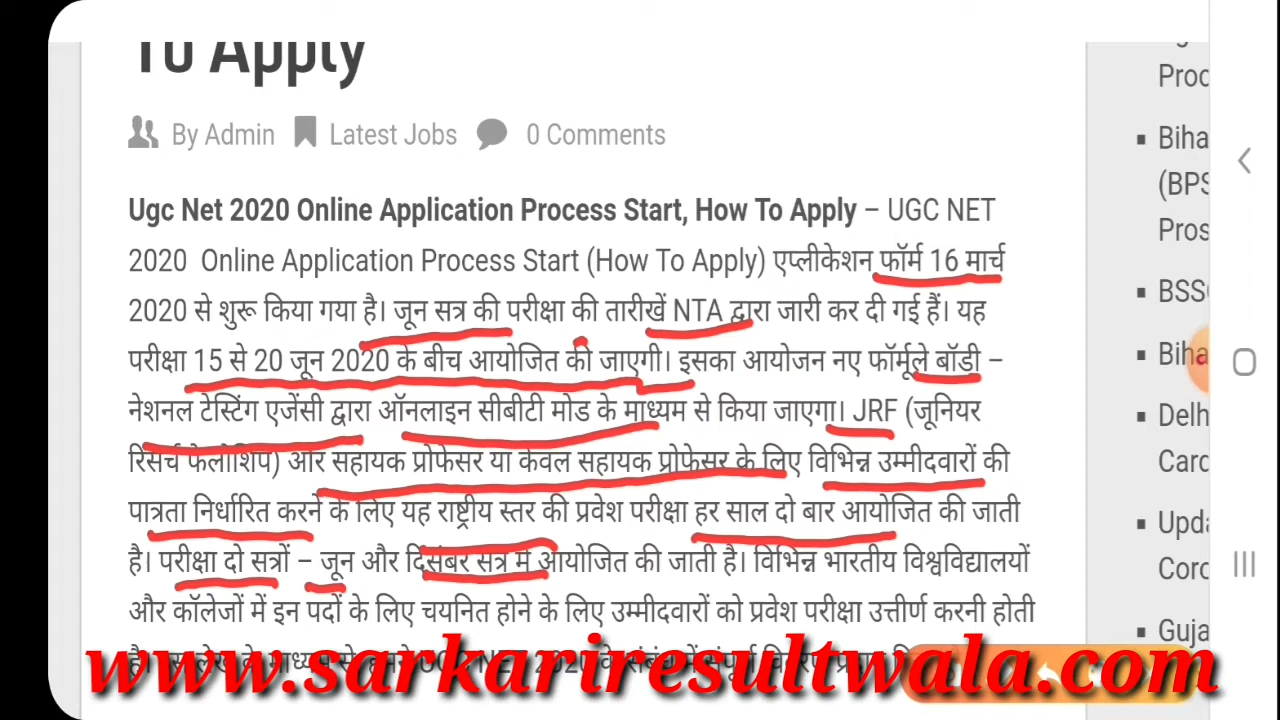 To Apply
By Admin Latest Jobs 0 Comments
Ugc Net 2020 Online Application Process Start, How To Apply – UGC NET
2020 Online Application Process Start (How To Apply) एप्लीकेशन फॉर्म 16 मार्च
2020 से शुरू किया गया है। जून सत्र की परीक्षा की तारीखें NTA द्वारा जारी कर दी गई हैं। यह
परीक्षा 15 से 20 जून 2020 के बीच आयोजित की जाएगी। इसका आयोजन नए फॉर्मूले बॉडी –
नेशनल टेस्टिंग एजेंसी द्वारा ऑनलाइन सीबीटी मोड के माध्यम से किया जाएगा। JRF (जूनियर
रिसर्च फेलोशिप) और सहायक प्रोफेसर या केवल सहायक प्रोफेसर के लिए विभिन्न उम्मीदवारों की
पात्रता निर्धारित करने के लिए यह राष्ट्रीय स्तर की प्रवेश परीक्षा हर साल दो बार आयोजित की जाती
है। परीक्षा दो सत्रों – जून और दिसंबर सत्र में आयोजित की जाती है। विभिन्न भारतीय विश्वविद्यालयों
और कॉलेजों में इन पदों के लिए चयनित होने के लिए उम्मीदवारों को प्रवेश परीक्षा उत्तीर्ण करनी होती
www.sarkariresultwala.com
Proc
Biha
(BPS
Pros
BSSC
Biha
Delh
Card
Upda
Coro
Guja